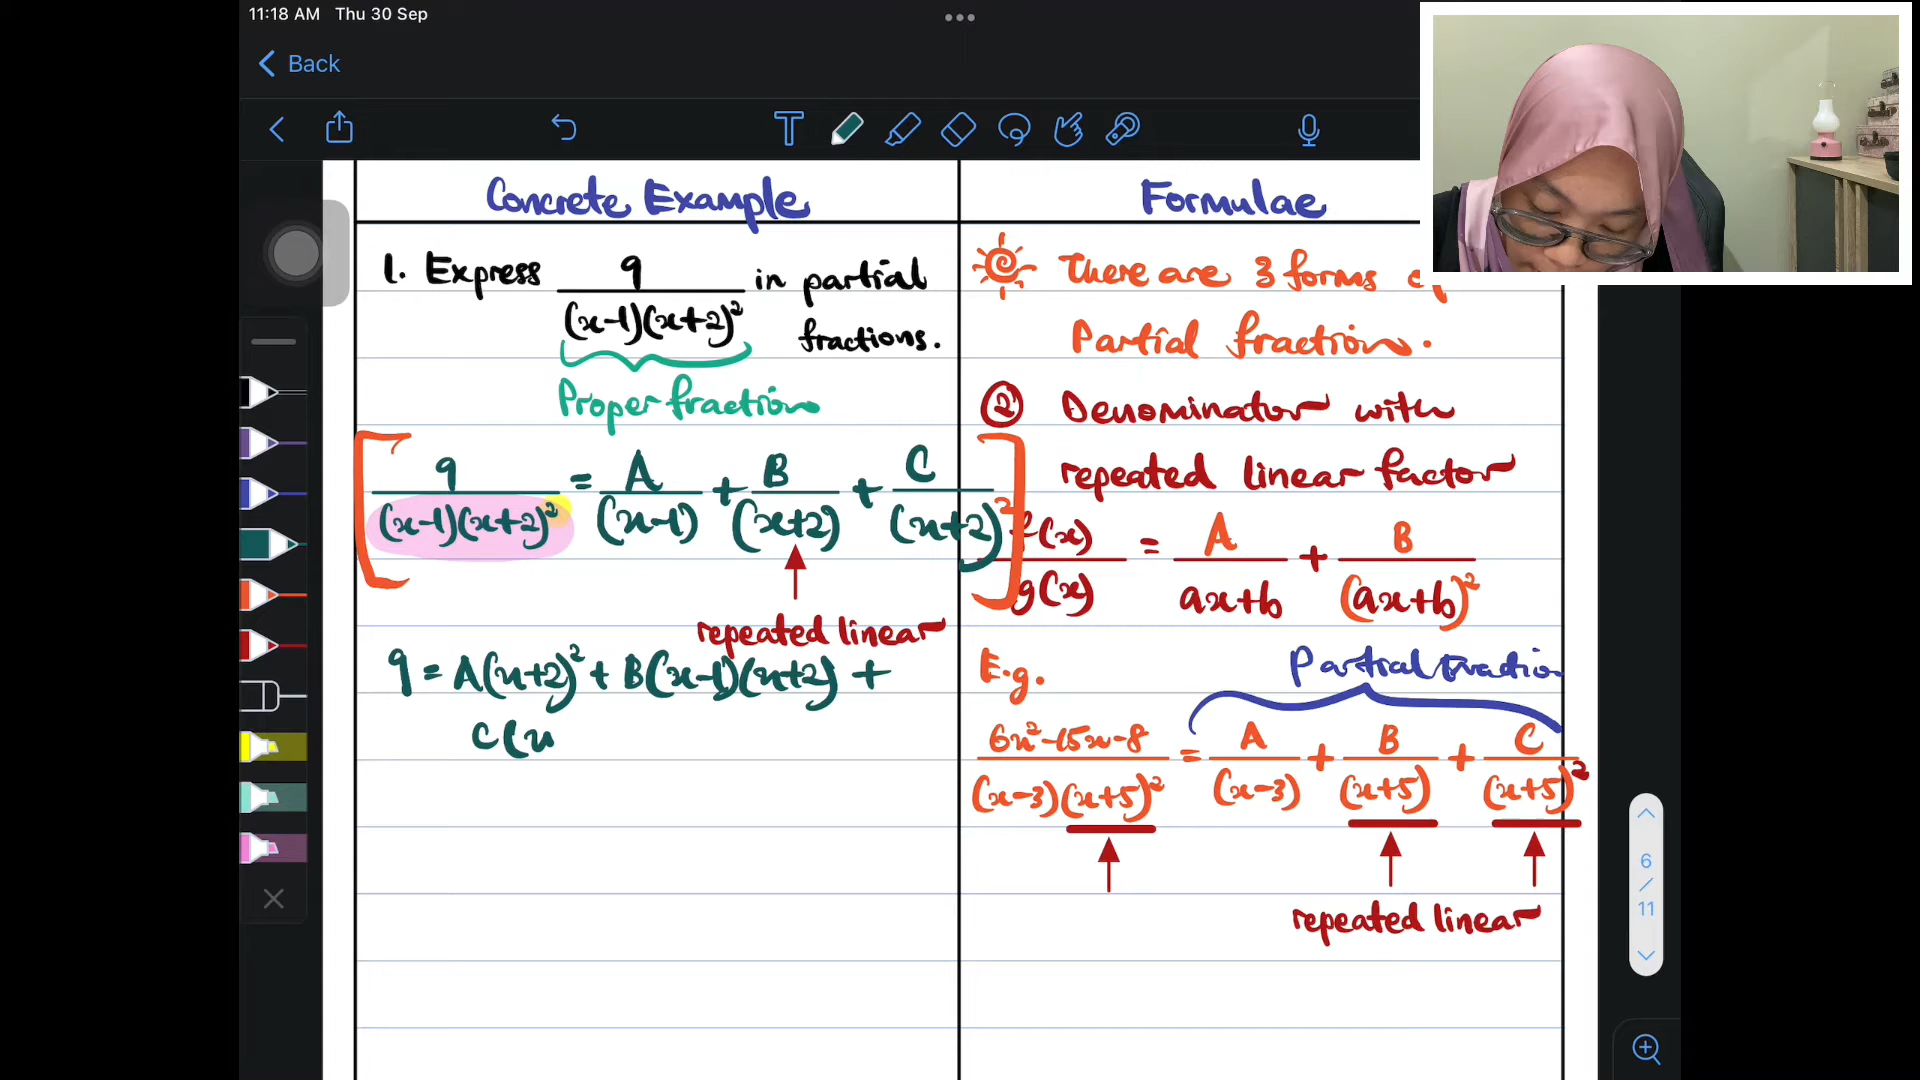 11:18 AM Thu 30 Sep
Back
Concrete Example
1. Express 9/((x-1)(x+2)²) in partial fractions.
Proper fraction
9/((x-1)(x+2)²) = A/(x-1) + B/(x+2) + C/(x+2)²
repeated linear
9 = A(x+2)² + B(x-1)(x+2) +
C(x
Formulae
There are 3 forms
Partial fraction.
② Denominator with
repeated linear factor
f(x)/g(x) = A/(ax+b) + B/(ax+b)²
E.g.
Partial Fraction
(6x²-15x-8)/((x-3)(x+5)²) = A/(x-3) + B/(x+5) + C/(x+5)²
repeated linear
6
/
11